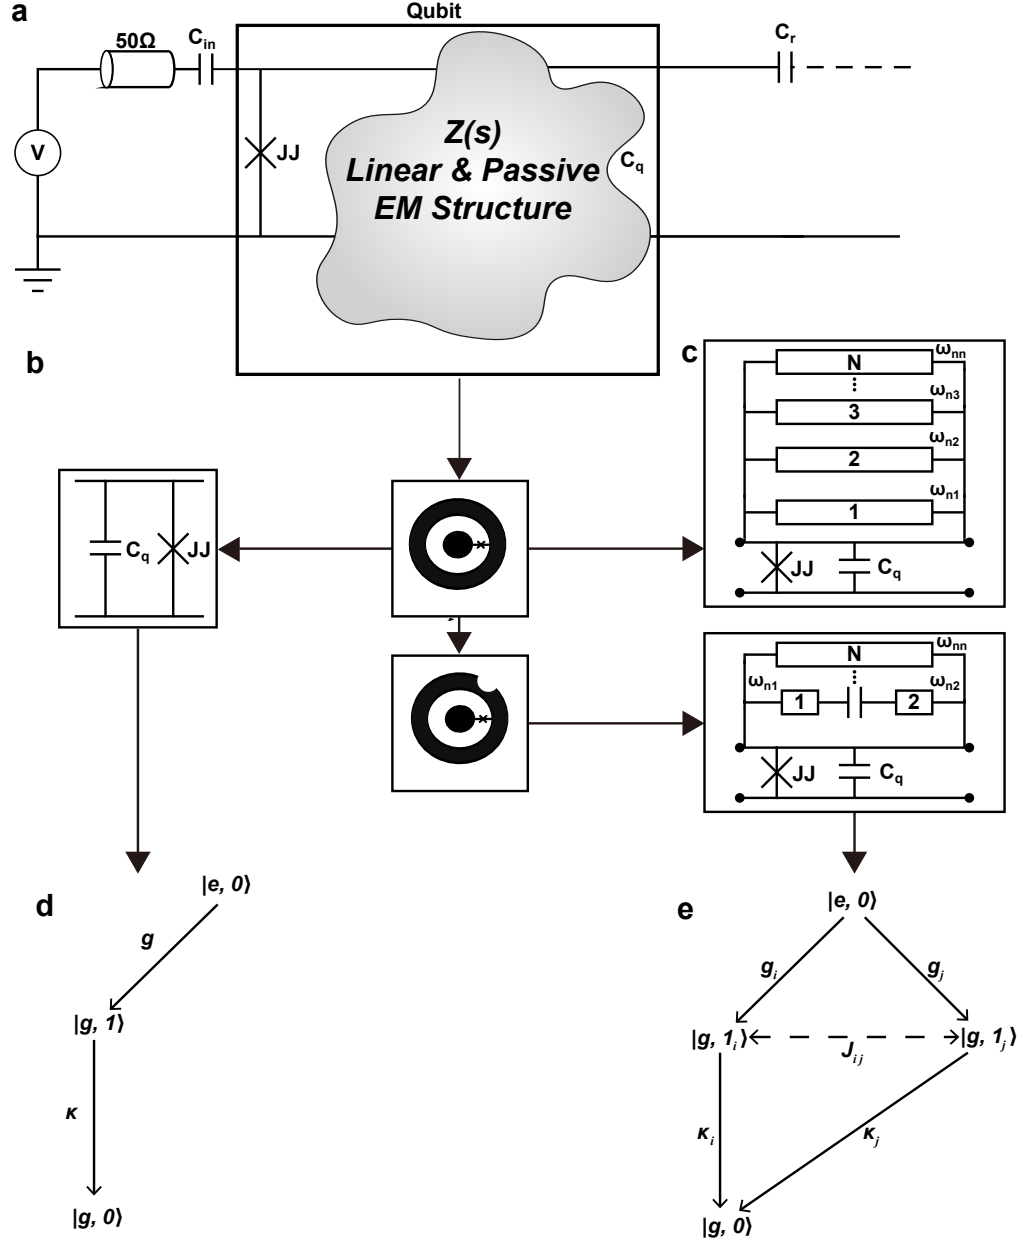 a
Qubit
50Ω
C_in
C_r
V
JJ
Z(s)
Linear & Passive
EM Structure
C_q
b
c
N
ω_nn
3
ω_n3
2
ω_n2
1
ω_n1
JJ
C_q
C_q
JJ
N
ω_nn
ω_n1
1
2
ω_n2
JJ
C_q
d
|e, 0⟩
g
|g, 1⟩
κ
|g, 0⟩
e
|e, 0⟩
g_i
g_j
|g, 1_i⟩
J_ij
|g, 1_j⟩
κ_i
κ_j
|g, 0⟩